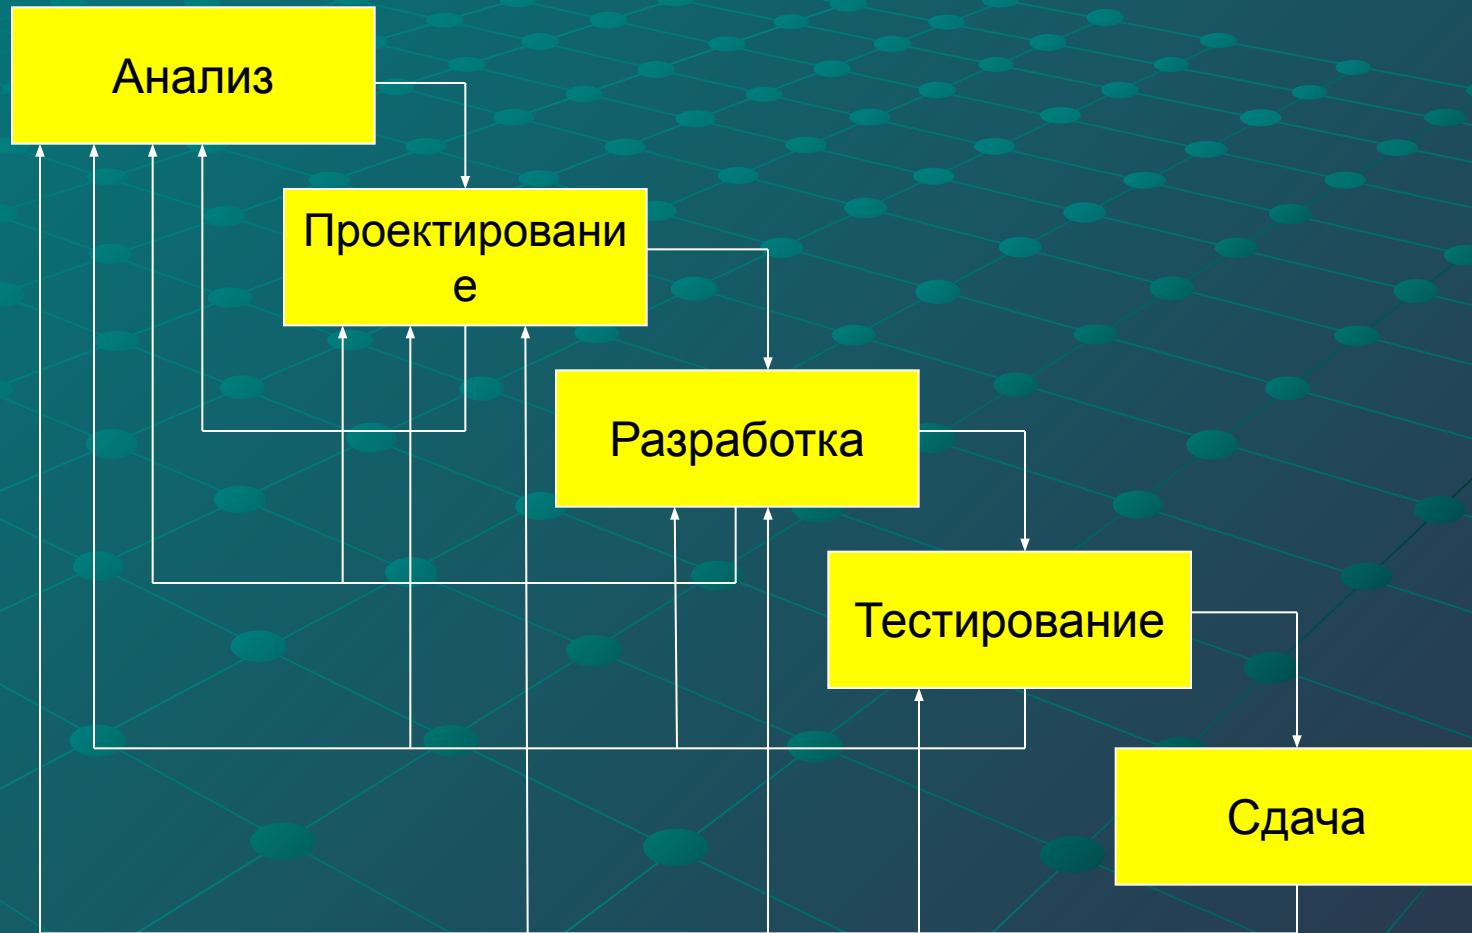 Анализ
Проектировани
е
Разработка
Тестирование
Сдача